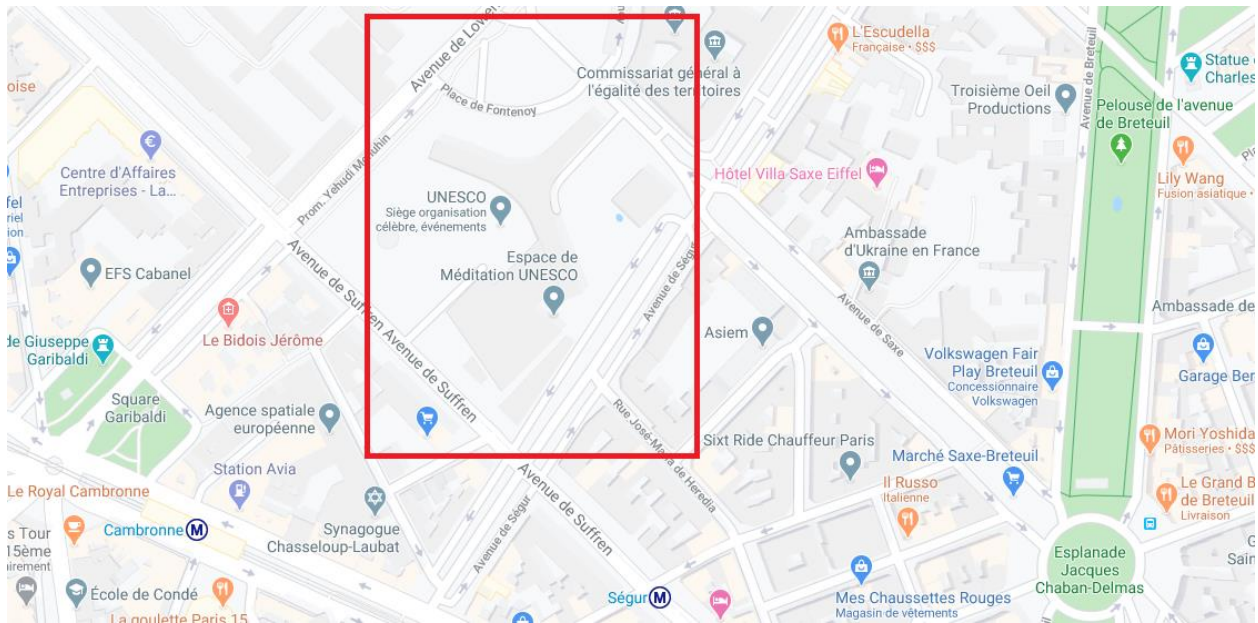 L'Escudella
Française • $$$
Avenue de Lowen
Commissariat général à
l'égalité des territoires
Statue
Charles
Troisième Oeil
Productions
Avenue de Breteuil
Pelouse de l'avenue
de Breteuil
oise
Place de Fontenoy
Centre d'Affaires
Entreprises - La...
Prom. Yehudi Menuhin
Hôtel Villa Saxe Eiffel
Lily Wang
Fusion asiatique •
UNESCO
Siège organisation
célèbre, événements
Ambassade
d'Ukraine en France
Espace de
Méditation UNESCO
Avenue de Ségur
EFS Cabanel
Avenue de Suffren
Avenue de Suffren
Avenue de Saxe
Ambassade de
Le Bidois Jérôme
Asiem
de Giuseppe
Garibaldi
Volkswagen Fair
Play Breteuil
Concessionnaire
Volkswagen
Garage Ber
Square
Garibaldi
Agence spatiale
européenne
Rue José-Maria de Heredia
Sixt Ride Chauffeur Paris
Mori Yoshida
Pâtisseries • $$$
Marché Saxe-Breteuil
Station Avia
Avenue de Suffren
Il Russo
Italienne
Le Grand B
de Breteuil
Livraison
Le Royal Cambronne
Cambronne M
Synagogue
Chasseloup-Laubat
Avenue de Ségur
s Tour
15ème
airement
Esplanade
Jacques
Chaban-Delmas
École de Condé
Ségur M
Mes Chaussettes Rouges
Magasin de vêtements
La goulette Paris 15